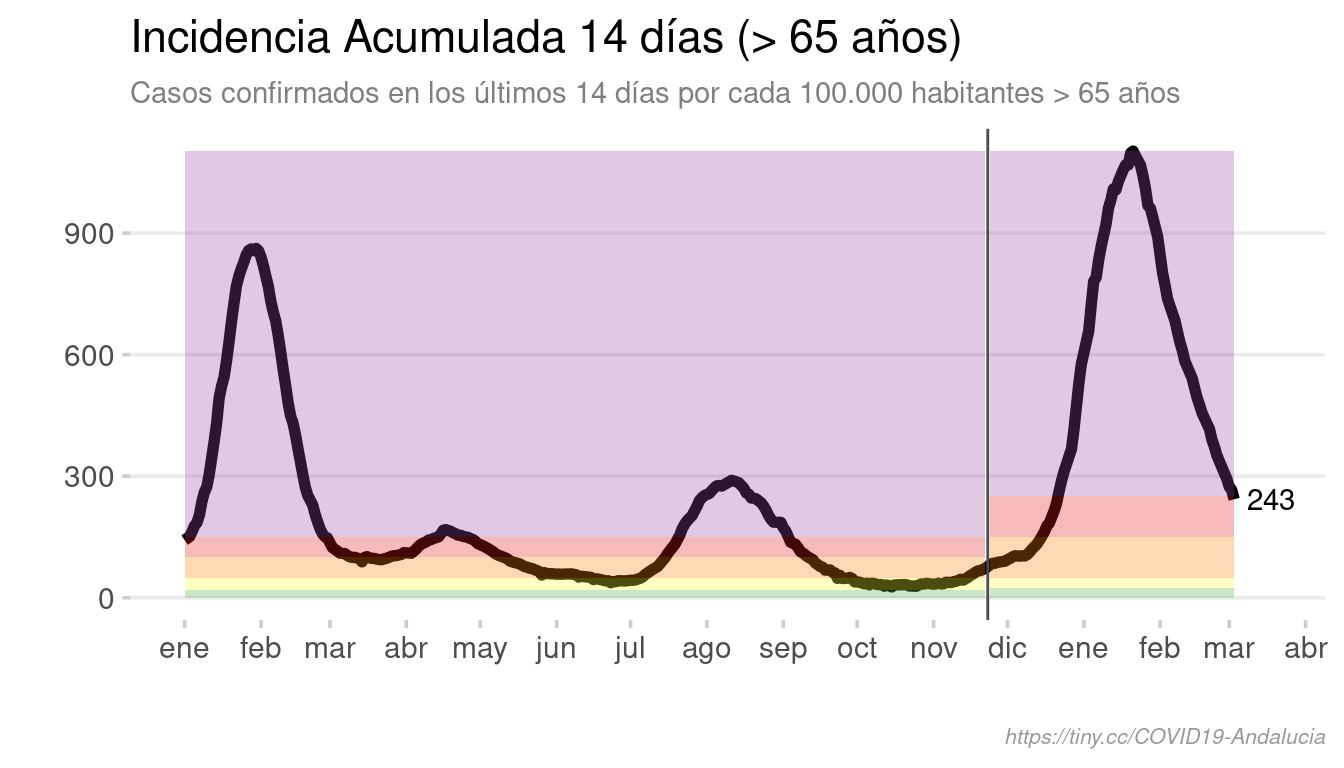 Incidencia Acumulada 14 días (> 65 años)
Casos confirmados en los últimos 14 días por cada 100.000 habitantes > 65 años
900
600
300
0
243
ene feb mar abr may jun jul ago sep oct nov dic ene feb mar abr
https://tiny.cc/COVID19-Andalucia